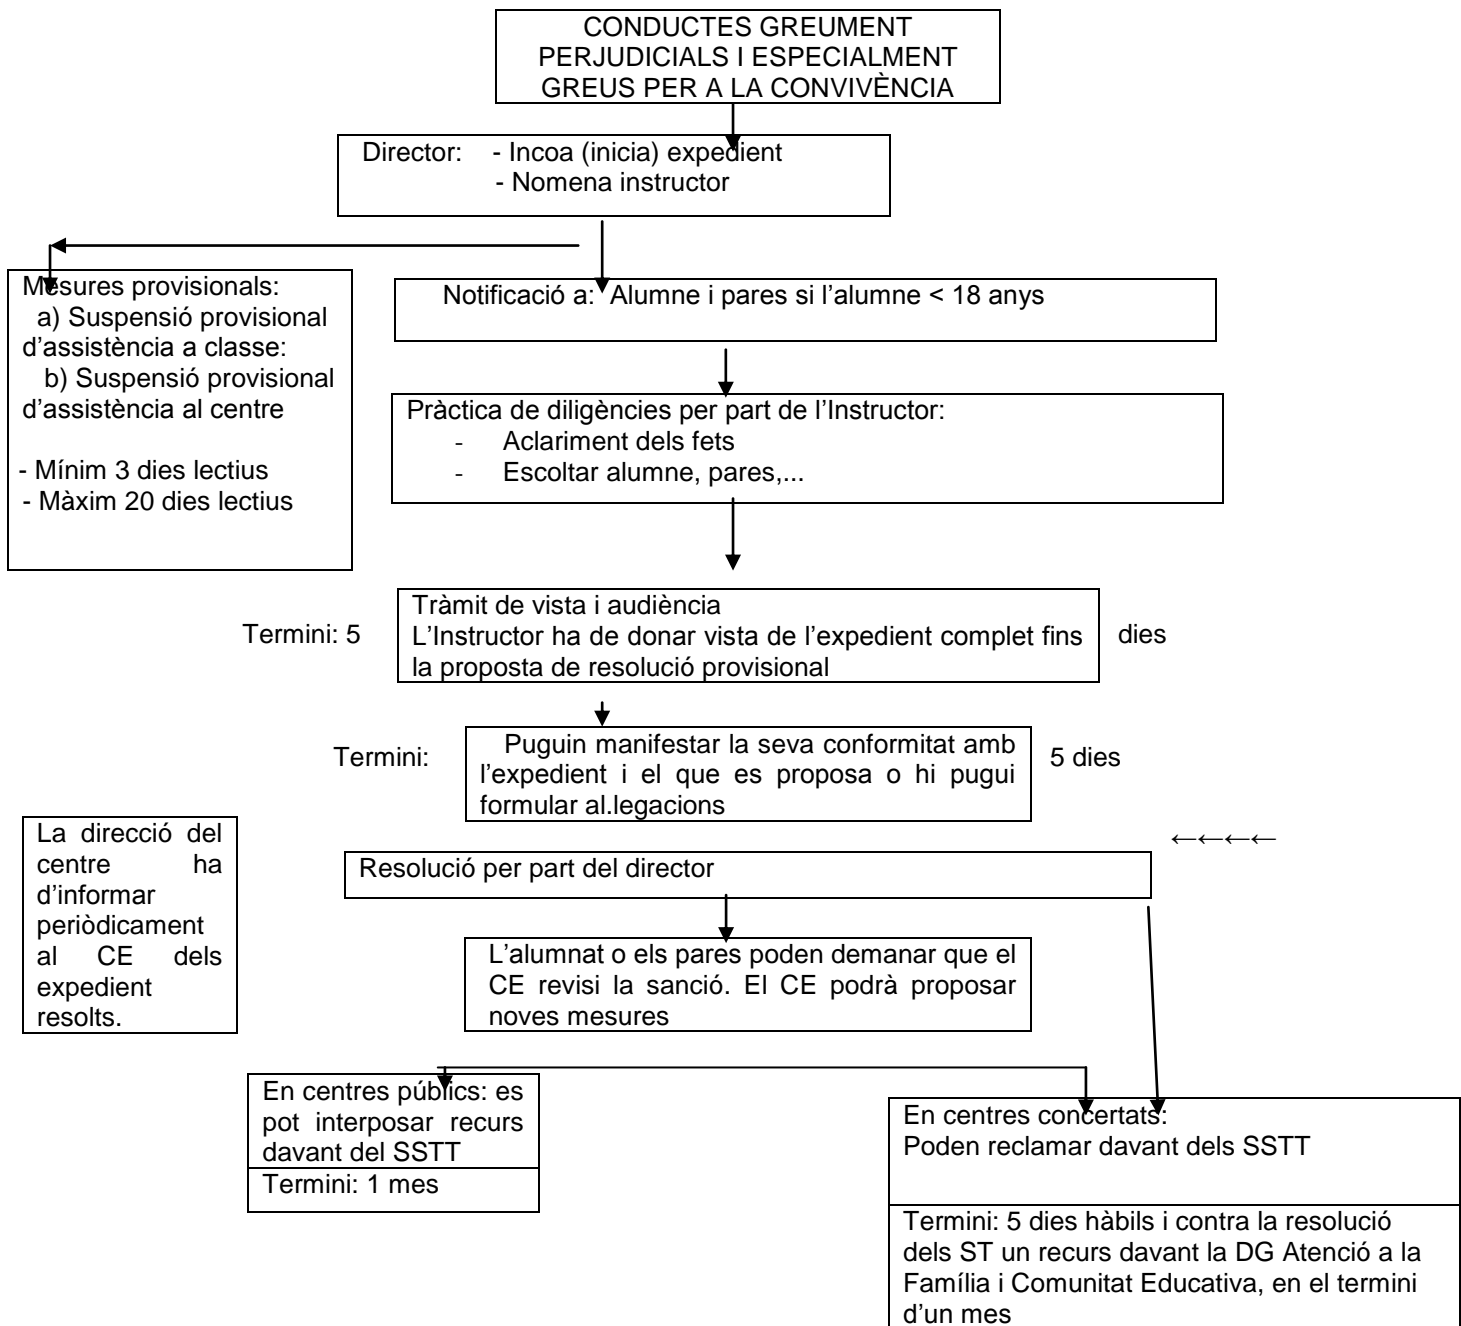 CONDUCTES GREUMENT
PERJUDICIALS I ESPECIALMENT
GREUS PER A LA CONVIVÈNCIA
Director: - Incoa (inicia) expedient
- Nomena instructor
Mesures provisionals:
a) Suspensió provisional
d’assistència a classe:
b) Suspensió provisional
d’assistència al centre
- Mínim 3 dies lectius
- Màxim 20 dies lectius
Notificació a: Alumne i pares si l’alumne < 18 anys
Pràctica de diligències per part de l’Instructor:
- Aclariment dels fets
- Escoltar alumne, pares,...
Termini: 5
Tràmit de vista i audiència
L’Instructor ha de donar vista de l’expedient complet fins
la proposta de resolució provisional
dies
Termini:
Puguin manifestar la seva conformitat amb
l’expedient i el que es proposa o hi pugui
formular al.legacions
5 dies
La direcció del
centre ha
d’informar
periòdicament
al CE dels
expedient
resolts.
←←←←
Resolució per part del director
L’alumnat o els pares poden demanar que el
CE revisi la sanció. El CE podrà proposar
noves mesures
En centres públics: es
pot interposar recurs
davant del SSTT
Termini: 1 mes
En centres concertats:
Poden reclamar davant dels SSTT
Termini: 5 dies hàbils i contra la resolució
dels ST un recurs davant la DG Atenció a la
Família i Comunitat Educativa, en el termini
d’un mes